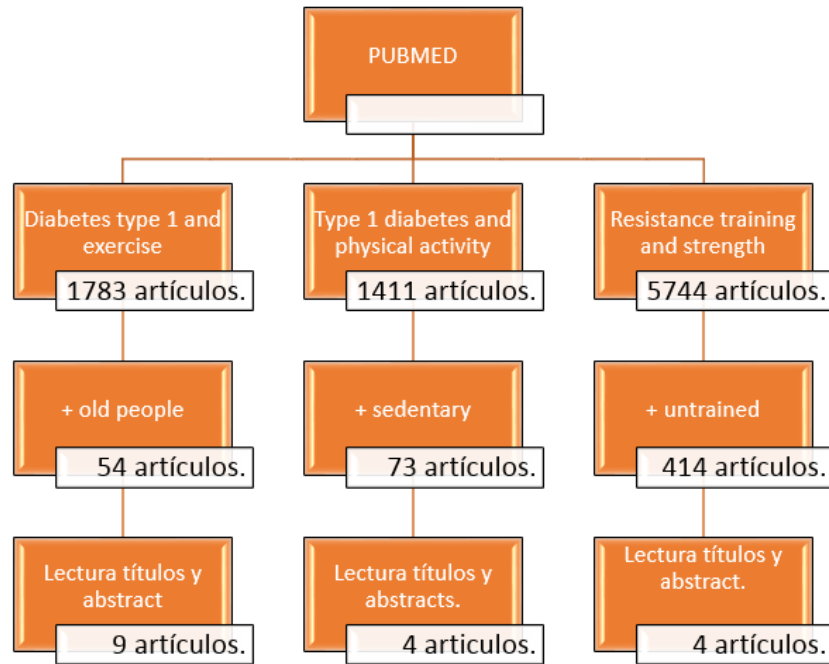 PUBMED
Diabetes type 1 and
exercise
1783 artículos.
Type 1 diabetes and
physical activity
1411 artículos.
Resistance training
and strength
5744 artículos.
+ old people
54 artículos.
+ sedentary
73 artículos.
+ untrained
414 artículos.
Lectura títulos y
abstract
9 artículos.
Lectura títulos y
abstracts.
4 articulos.
Lectura títulos y
abstract.
4 artículos.